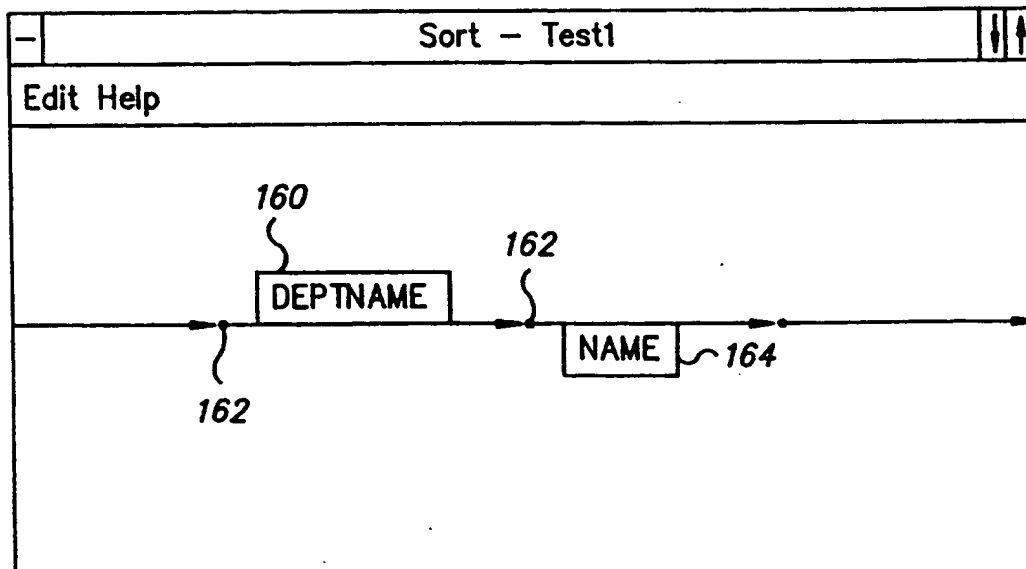 Sort - Test1
Edit Help
160
162
DEPTNAME
NAME
164
162